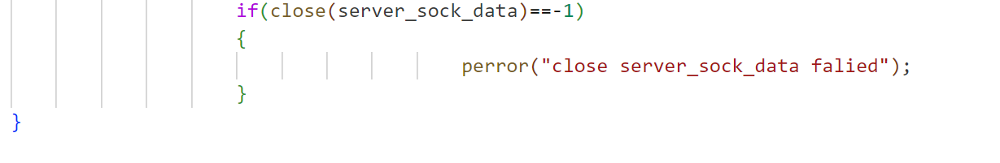 if(close(server_sock_data)==-1)
{
perror("close server_sock_data falied");
}
}